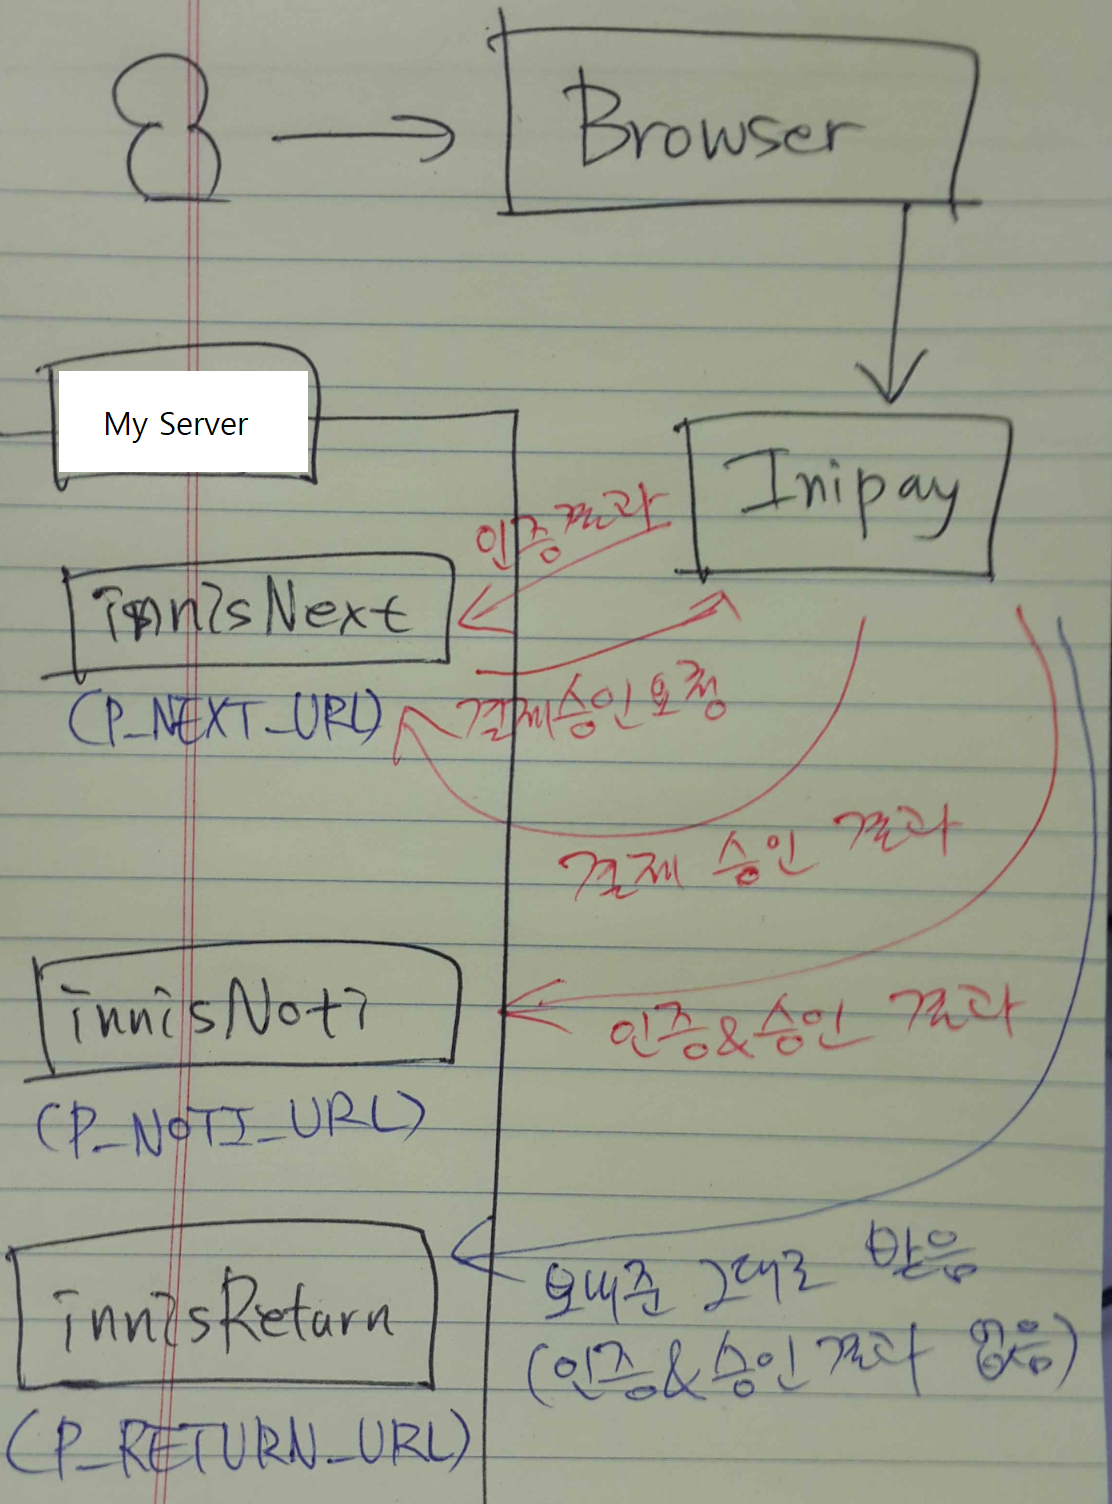 Browser
My Server
Inipay
인증결과
innisNext
(P_NEXT_URL)
결제승인요청
결제 승인 결과
innisNoti
인증&승인 결과
(P_NOTI_URL)
보내준 그대로 받음
innisReturn
(인증&승인결과 없음)
(P_RETURN_URL)